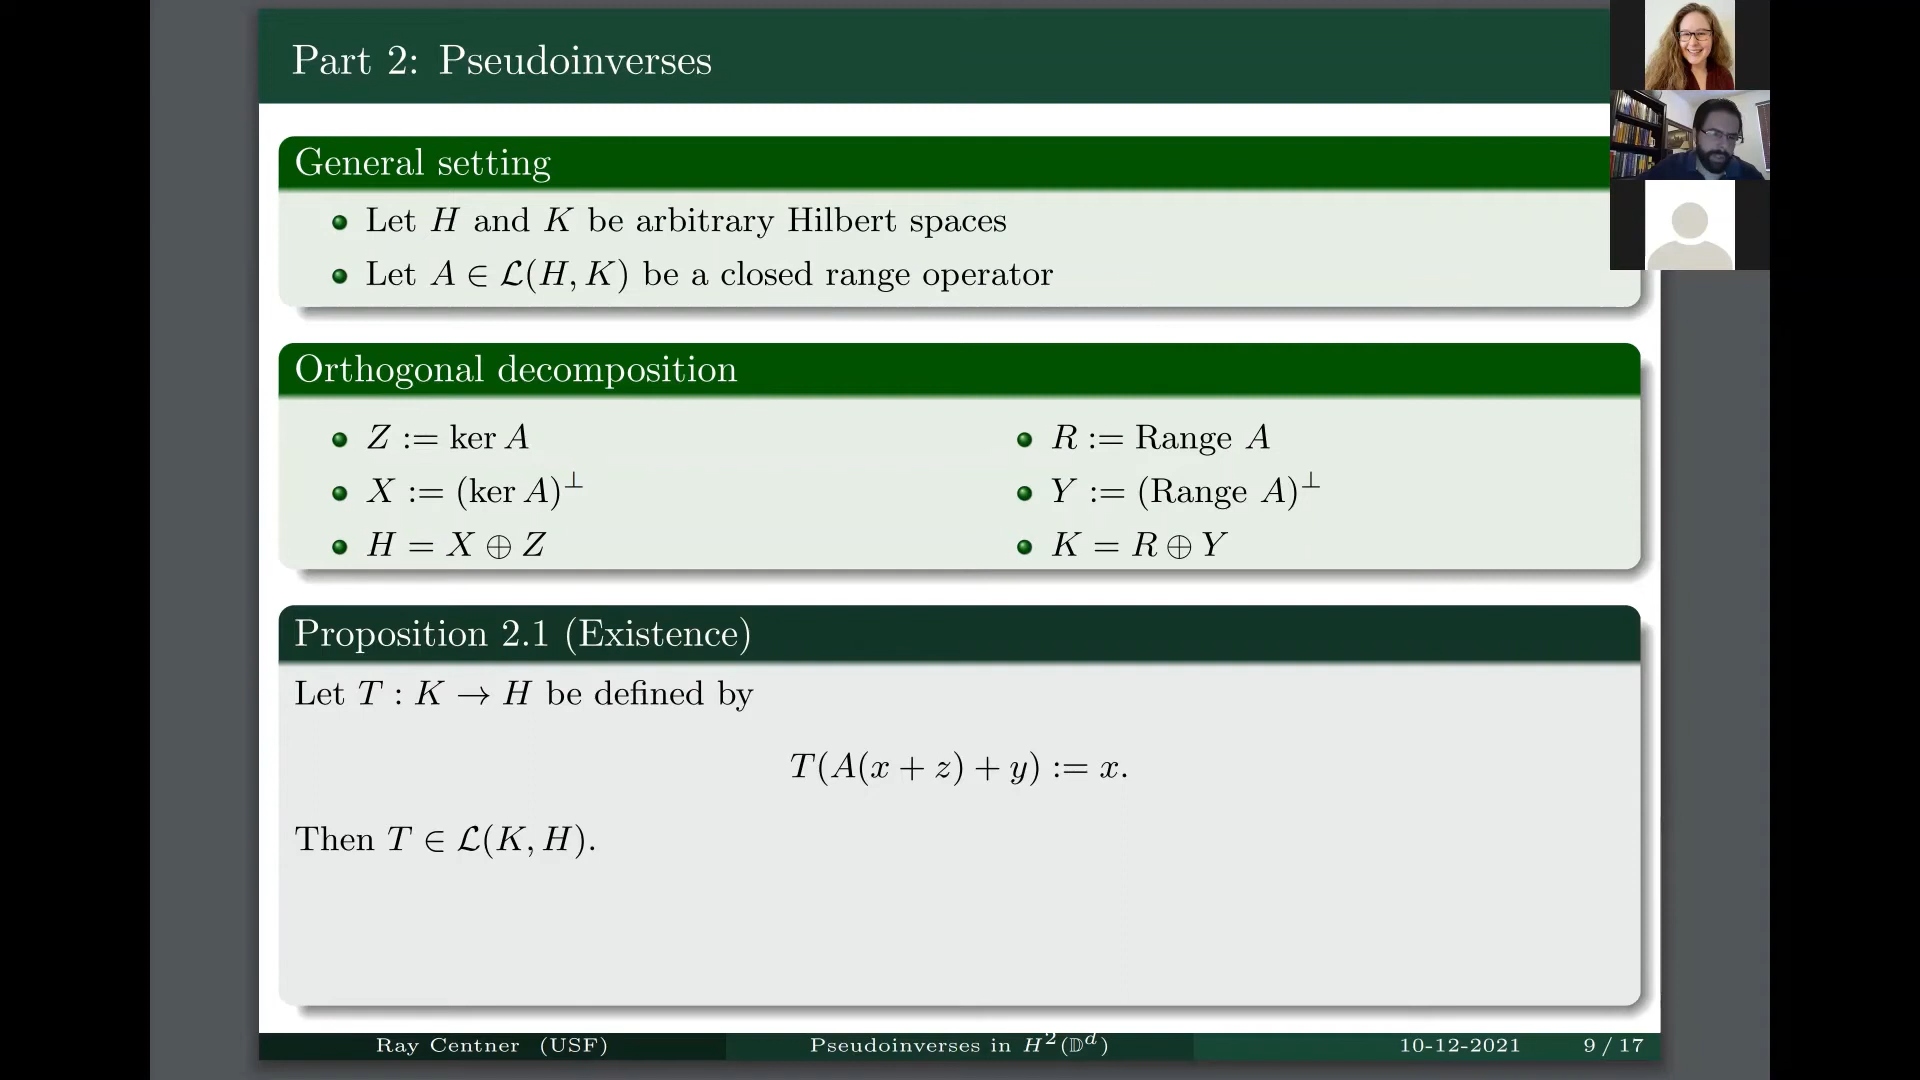 Part 2: Pseudoinverses
General setting
Let H and K be arbitrary Hilbert spaces
Let A ∈ ℒ(H, K) be a closed range operator
Orthogonal decomposition
Z := ker A
X := (ker A)⊥
H = X ⊕ Z
R := Range A
Y := (Range A)⊥
K = R ⊕ Y
Proposition 2.1 (Existence)
Let T : K → H be defined by
T(A(x + z) + y) := x.
Then T ∈ ℒ(K, H).
Ray Centner (USF) Pseudoinverses in H²(𝔻ᵈ) 10-12-2021 9 / 17